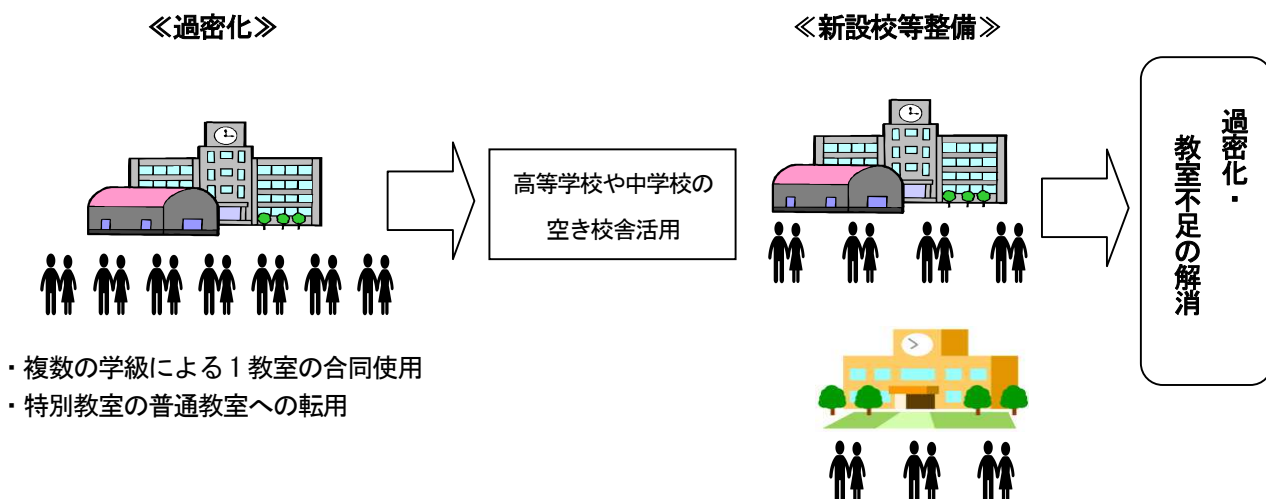 ≪過密化≫
≪新設校等整備≫
高等学校や中学校の
空き校舎活用
過密化・
教室不足の解消
・複数の学級による１教室の合同使用
・特別教室の普通教室への転用